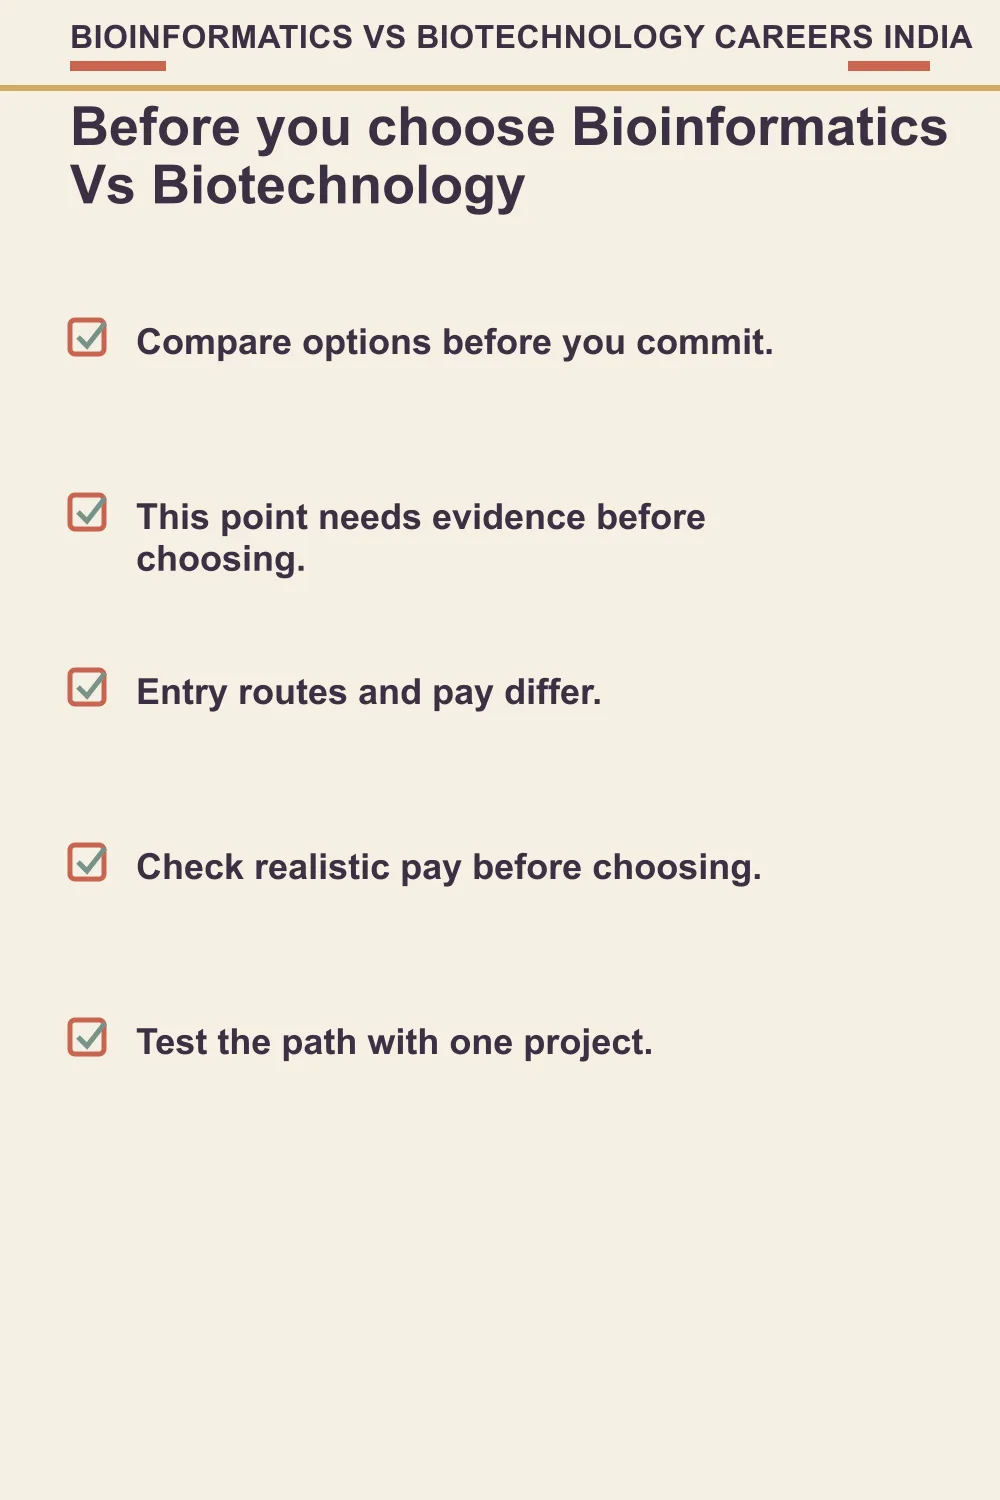 BIOINFORMATICS VS BIOTECHNOLOGY CAREERS INDIA
Before you choose Bioinformatics
Vs Biotechnology
Compare options before you commit.
This point needs evidence before
choosing.
Entry routes and pay differ.
Check realistic pay before choosing.
Test the path with one project.